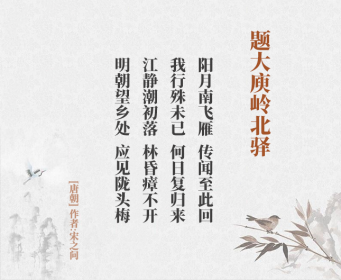 题大庾岭北驿
阳月南飞雁 传闻至此回
我行殊未已 何日复归来
江静潮初落 林昏瘴不开
明朝望乡处 应见陇头梅
[唐朝] 作者:宋之问